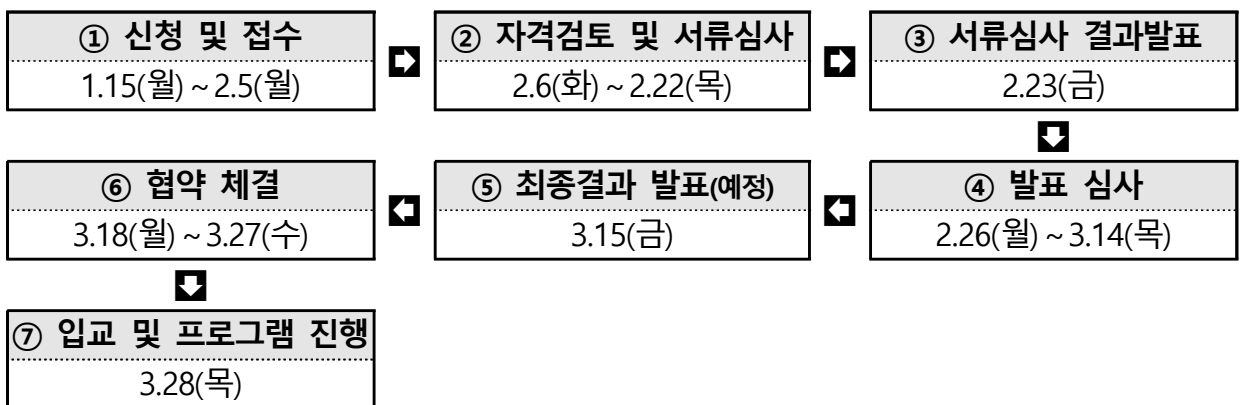 ① 신청 및 접수
1.15(월) ~ 2.5(월)
② 자격검토 및 서류심사
2.6(화) ~ 2.22(목)
③ 서류심사 결과발표
2.23(금)
④ 발표 심사
2.26(월) ~ 3.14(목)
⑤ 최종결과 발표(예정)
3.15(금)
⑥ 협약 체결
3.18(월) ~ 3.27(수)
⑦ 입교 및 프로그램 진행
3.28(목)